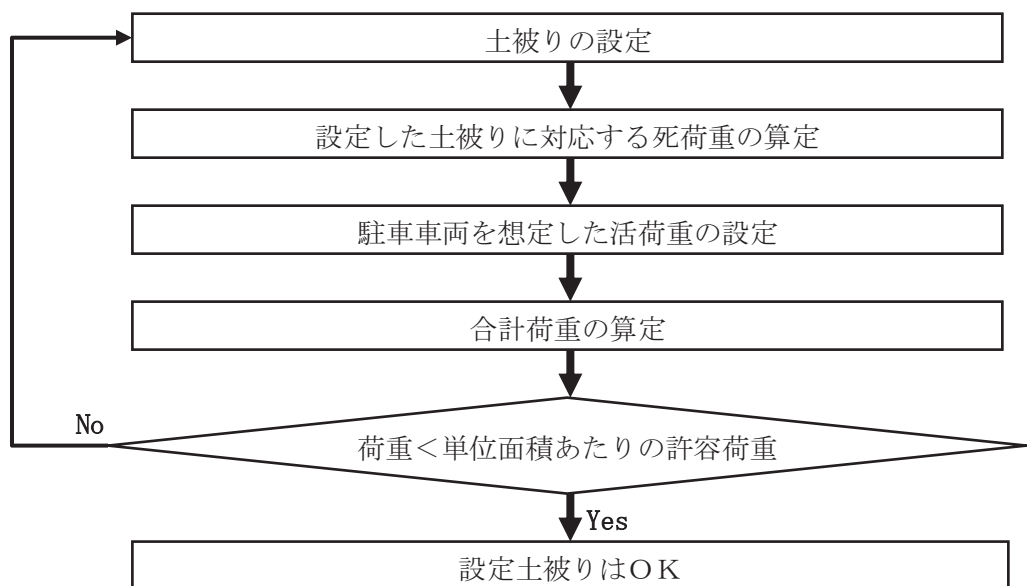 土被りの設定
設定した土被りに対応する死荷重の算定
駐車車両を想定した活荷重の設定
合計荷重の算定
No
荷重＜単位面積あたりの許容荷重
Yes
設定土被りはＯＫ